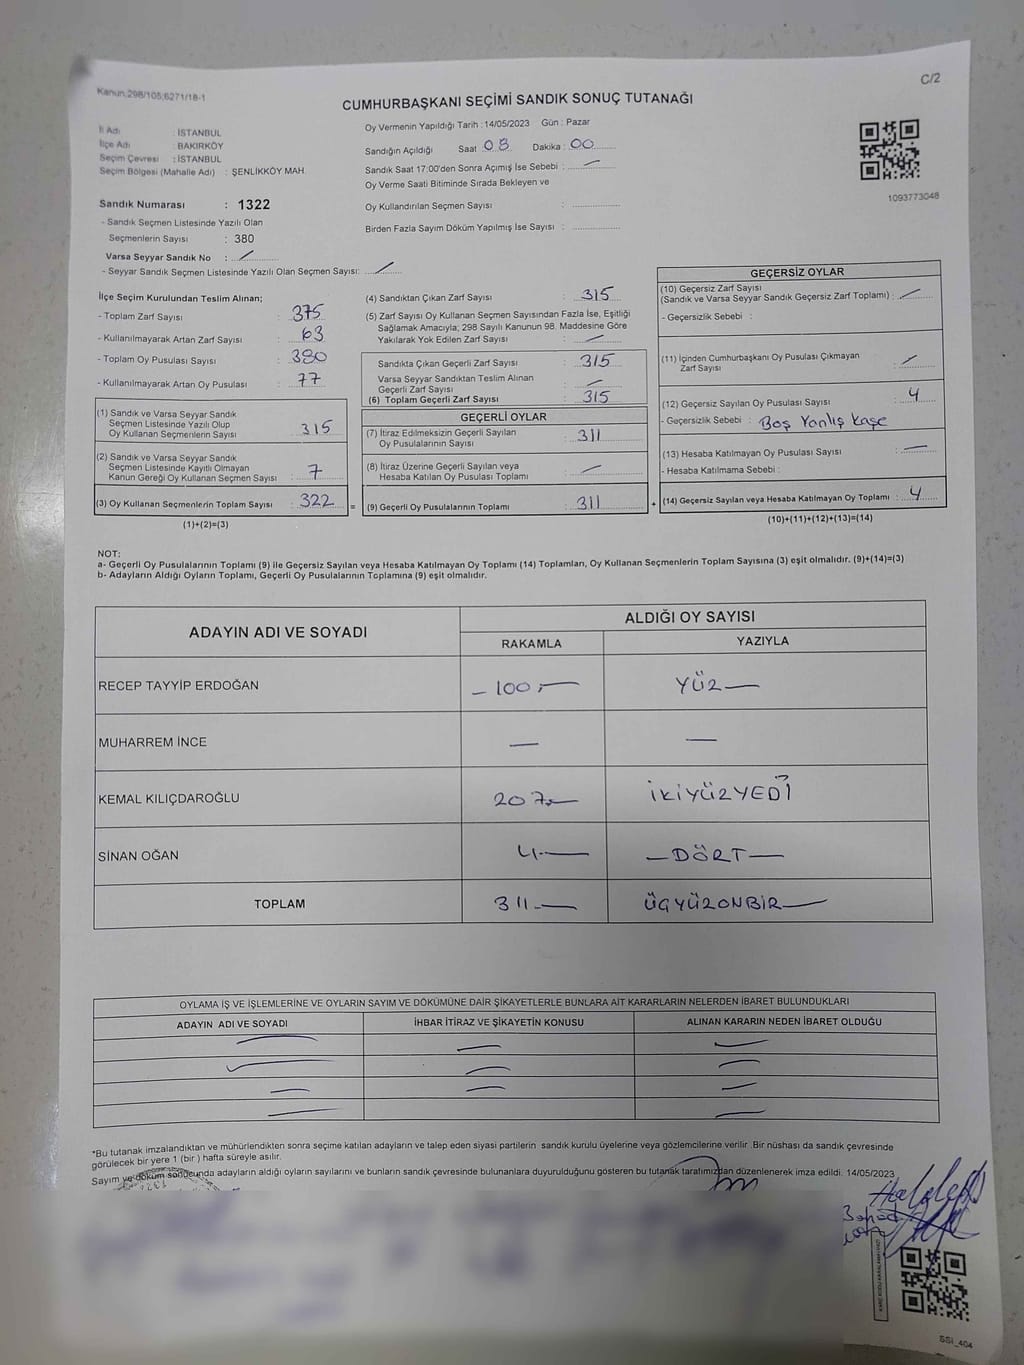 Kanun:298/105;6271/18-1
C/2
CUMHURBAŞKANI SEÇİMİ SANDIK SONUÇ TUTANAĞI
İl Adı : İSTANBUL
İlçe Adı : BAKIRKÖY
Seçim Çevresi : İSTANBUL
Seçim Bölgesi (Mahalle Adı) : ŞENLİKKÖY MAH.
Sandık Numarası : 1322
- Sandık Seçmen Listesinde Yazılı Olan
Seçmenlerin Sayısı : 380
Varsa Seyyar Sandık No :
- Seyyar Sandık Seçmen Listesinde Yazılı Olan Seçmen Sayısı:
Oy Vermenin Yapıldığı Tarih : 14/05/2023 Gün : Pazar
Sandığın Açıldığı Saat 08 Dakika : 00
Sandık Saat 17:00'den Sonra Açımış İse Sebebi :
Oy Verme Saati Bitiminde Sırada Bekleyen ve
Oy Kullandırılan Seçmen Sayısı :
Birden Fazla Sayım Döküm Yapılmış İse Sayısı :
1093773048
İlçe Seçim Kurulundan Teslim Alınan;
- Toplam Zarf Sayısı : 375
- Kullanılmayarak Artan Zarf Sayısı : 63
- Toplam Oy Pusulası Sayısı : 380
- Kullanılmayarak Artan Oy Pusulası : 77
(1) Sandık ve Varsa Seyyar Sandık
Seçmen Listesinde Yazılı Olup
Oy Kullanan Seçmenlerin Sayısı : 315
(2) Sandık ve Varsa Seyyar Sandık
Seçmen Listesinde Kayıtlı Olmayan
Kanun Gereği Oy Kullanan Seçmen Sayısı : 7
(3) Oy Kullanan Seçmenlerin Toplam Sayısı : 322
(1)+(2)=(3)
(4) Sandıktan Çıkan Zarf Sayısı : 315
(5) Zarf Sayısı Oy Kullanan Seçmen Sayısından Fazla İse, Eşitliği
Sağlamak Amacıyla; 298 Sayılı Kanunun 98. Maddesine Göre
Yakılarak Yok Edilen Zarf Sayısı :
Sandıkta Çıkan Geçerli Zarf Sayısı : 315
Varsa Seyyar Sandıktan Teslim Alınan
Geçerli Zarf Sayısı :
(6) Toplam Geçerli Zarf Sayısı : 315
GEÇERLİ OYLAR
(7) İtiraz Edilmeksizin Geçerli Sayılan
Oy Pusulalarının Sayısı : 311
(8) İtiraz Üzerine Geçerli Sayılan veya
Hesaba Katılan Oy Pusulası Toplamı :
= (9) Geçerli Oy Pusulalarının Toplamı : 311 +
GEÇERSİZ OYLAR
(10) Geçersiz Zarf Sayısı
(Sandık ve Varsa Seyyar Sandık Geçersiz Zarf Toplamı) :
- Geçersizlik Sebebi :
(11) İçinden Cumhurbaşkanı Oy Pusulası Çıkmayan
Zarf Sayısı :
(12) Geçersiz Sayılan Oy Pusulası Sayısı : 4
- Geçersizlik Sebebi : Boş Yanlış Kaşe
(13) Hesaba Katılmayan Oy Pusulası Sayısı :
- Hesaba Katılmama Sebebi :
(14) Geçersiz Sayılan veya Hesaba Katılmayan Oy Toplamı : 4
(10)+(11)+(12)+(13)=(14)
NOT:
a- Geçerli Oy Pusulalarının Toplamı (9) ile Geçersiz Sayılan veya Hesaba Katılmayan Oy Toplamı (14) Toplamları, Oy Kullanan Seçmenlerin Toplam Sayısına (3) eşit olmalıdır. (9)+(14)=(3)
b- Adayların Aldığı Oyların Toplamı, Geçerli Oy Pusulalarının Toplamına (9) eşit olmalıdır.
ADAYIN ADI VE SOYADI ALDIĞI OY SAYISI
RAKAMLA YAZIYLA
RECEP TAYYİP ERDOĞAN - 100,- YÜZ -
MUHARREM İNCE - -
KEMAL KILIÇDAROĞLU 207- İKİYÜZYEDİ
SİNAN OĞAN 4- - DÖRT -
TOPLAM 311- ÜÇYÜZONBİR-
OYLAMA İŞ VE İŞLEMLERİNE VE OYLARIN SAYIM VE DÖKÜMÜNE DAİR ŞİKAYETLERLE BUNLARA AİT KARARLARIN NELERDEN İBARET BULUNDUKLARI
ADAYIN ADI VE SOYADI İHBAR İTİRAZ VE ŞİKAYETİN KONUSU ALINAN KARARIN NEDEN İBARET OLDUĞU
*Bu tutanak imzalandıktan ve mühürlendikten sonra seçime katılan adayların ve talep eden siyasi partilerin sandık kurulu üyelerine veya gözlemcilerine verilir. Bir nüshası da sandık çevresinde
görülecek bir yere 1 (bir) hafta süreyle asılır.
Sayım ve döküm sonucunda adayların aldığı oyların sayılarını ve bunların sandık çevresinde bulunanlara duyurulduğunu gösteren bu tutanak tarafımızdan düzenlenerek imza edildi. 14/05/2023
SSI_404